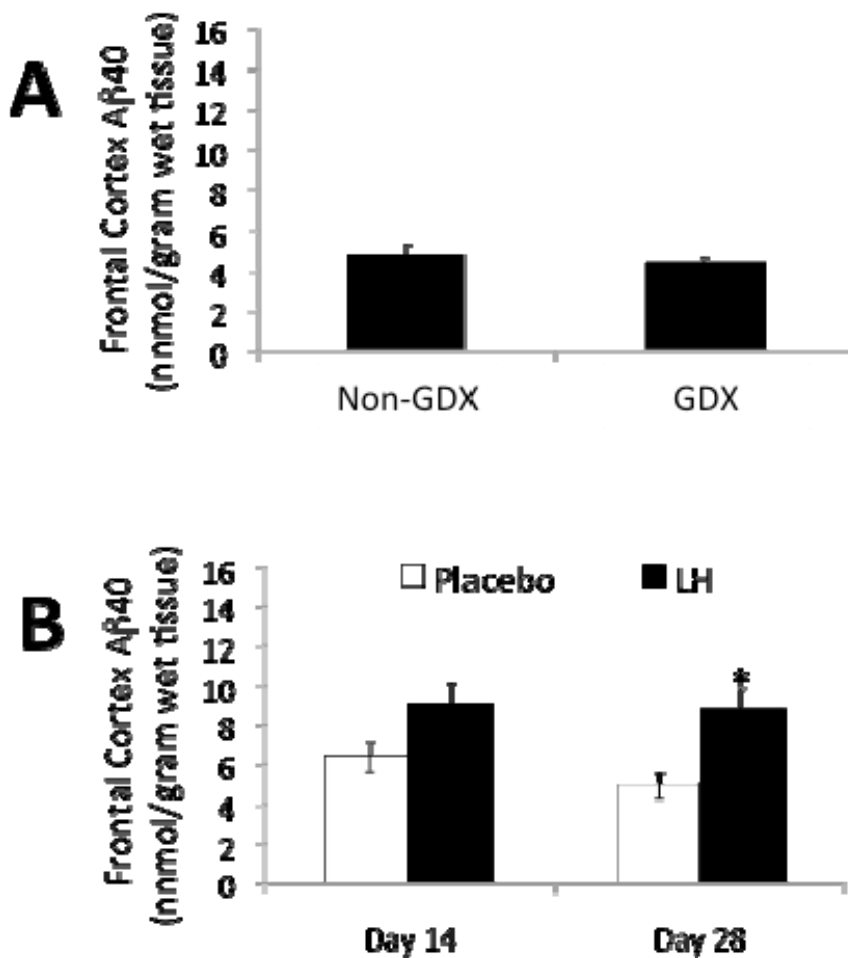 A
Frontal Cortex Aβ40
(nnmol/gram wet tissue)
16
14
12
10
8
6
4
2
0
Non-GDX GDX
B
Frontal Cortex Aβ40
(nnmol/gram wet tissue)
16
14
12
10
8
6
4
2
0
Placebo LH
*
Day 14 Day 28